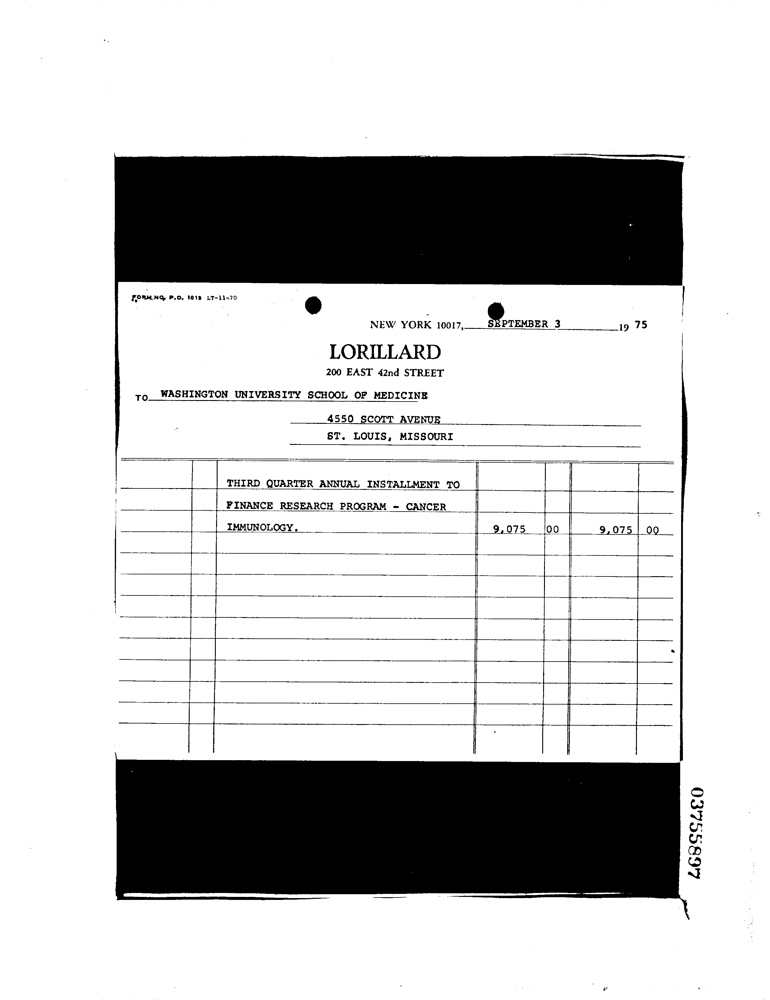 FORM NO. P.O. 1018 LT-11-70
NEW YORK 10017, SEPTEMBER 3 19 75
LORILLARD
200 EAST 42nd STREET
TO WASHINGTON UNIVERSITY SCHOOL OF MEDICINE
4550 SCOTT AVENUE
ST. LOUIS, MISSOURI
THIRD QUARTER ANNUAL INSTALLMENT TO
FINANCE RESEARCH PROGRAM - CANCER
IMMUNOLOGY. 9,075 00 9,075 00
03755897